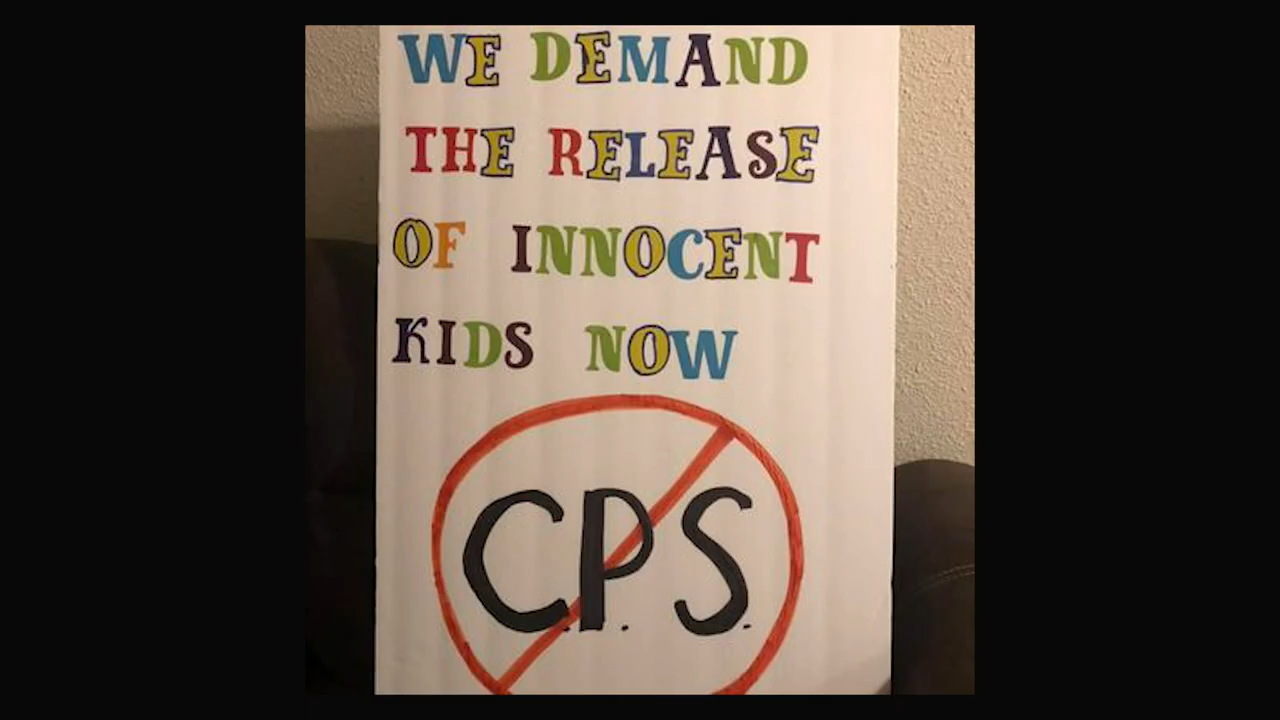 WE DEMAND
THE RELEASE
OF INNOCENT
KIDS NOW
C.P.S.